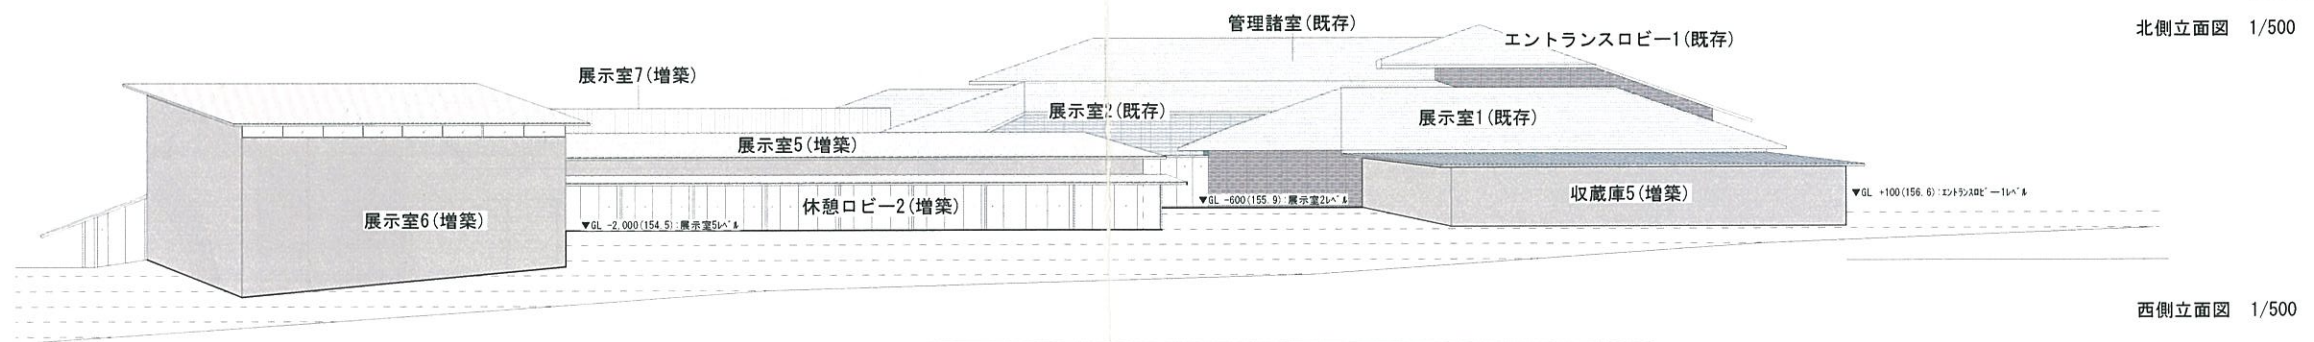 管理諸室(既存)
北側立面図 1/500
エントランスロビー1(既存)
展示室7(増築)
展示室2(既存)
展示室1(既存)
展示室5(増築)
収蔵庫5(増築)
▼GL +100(156.6):エントランスロビー1レベル
▼GL -600(155.9):展示室2レベル
休憩ロビー2(増築)
展示室6(増築)
▼GL -2,000(154.5):展示室5レベル
西側立面図 1/500